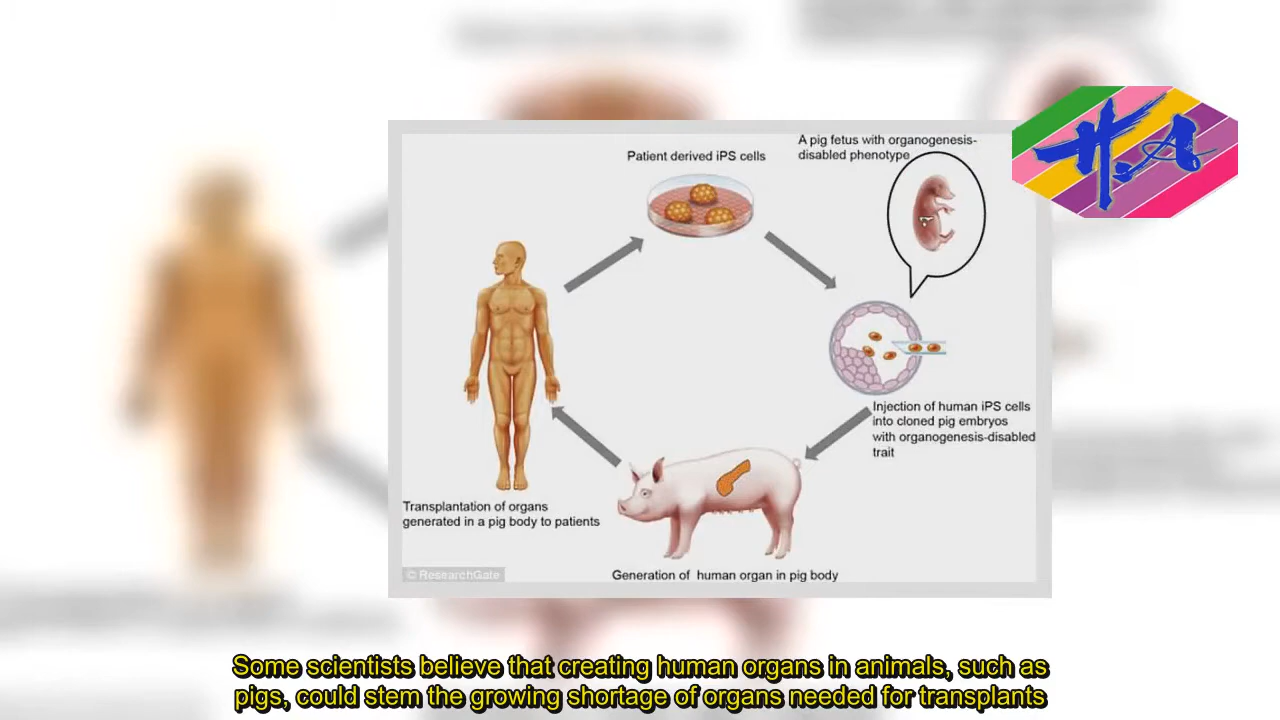 Patient derived iPS cells
A pig fetus with organogenesis-
disabled phenotype
H.A
Injection of human iPS cells
into cloned pig embryos
with organogenesis-disabled
trait
Transplantation of organs
generated in a pig body to patients
© ResearchGate
Generation of human organ in pig body
Some scientists believe that creating human organs in animals, such as
pigs, could stem the growing shortage of organs needed for transplants